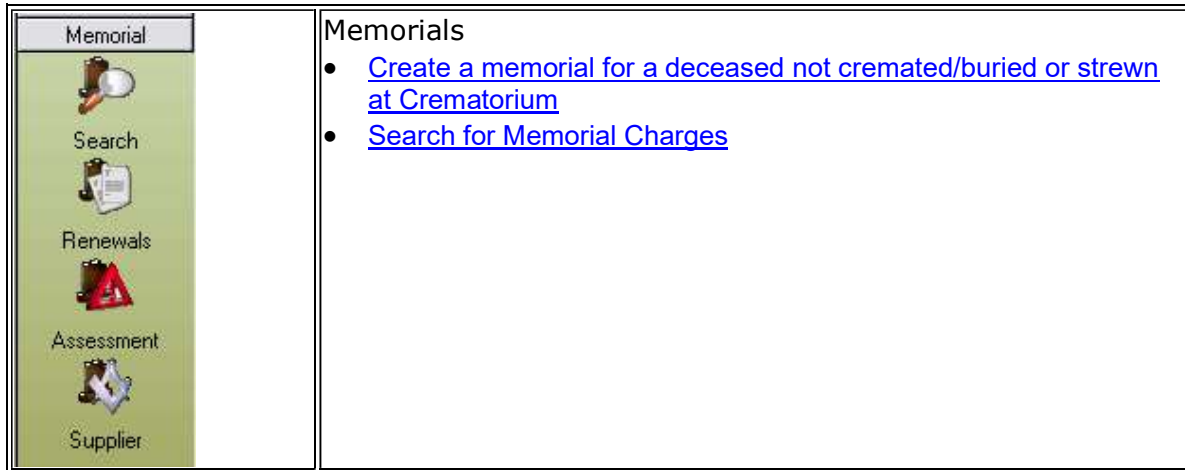 Memorial
Search
Renewals
Assessment
Supplier
Memorials
• Create a memorial for a deceased not cremated/buried or strewn
at Crematorium
• Search for Memorial Charges